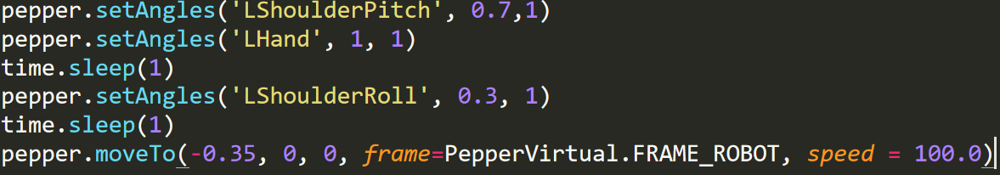 pepper.setAngles('LShoulderPitch', 0.7,1)
pepper.setAngles('LHand', 1, 1)
time.sleep(1)
pepper.setAngles('LShoulderRoll', 0.3, 1)
time.sleep(1)
pepper.moveTo(-0.35, 0, 0, frame=PepperVirtual.FRAME_ROBOT, speed = 100.0)